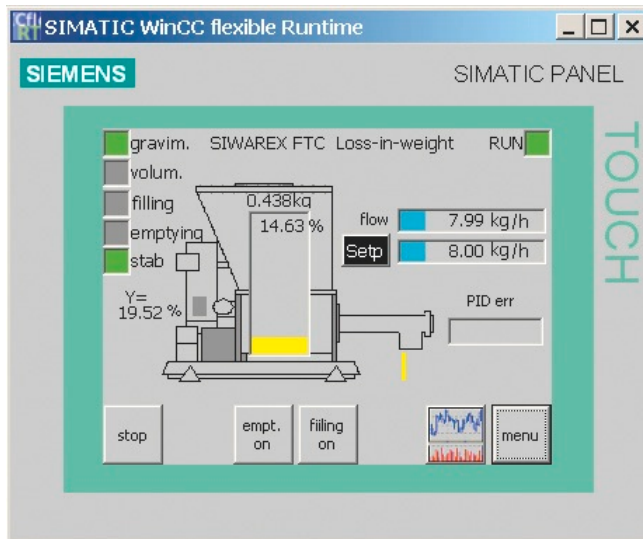 SIMATIC WinCC flexible Runtime
SIEMENS
SIMATIC PANEL
TOUCH
gravim.
SIWAREX FTC Loss-in-weight
RUN
volum.
filling
emptying
stab
0.438kg
14.63 %
flow
7.99 kg/h
Setp
8.00 kg/h
Y=
19.52 %
PID err
stop
empt.
on
fiiling
on
menu